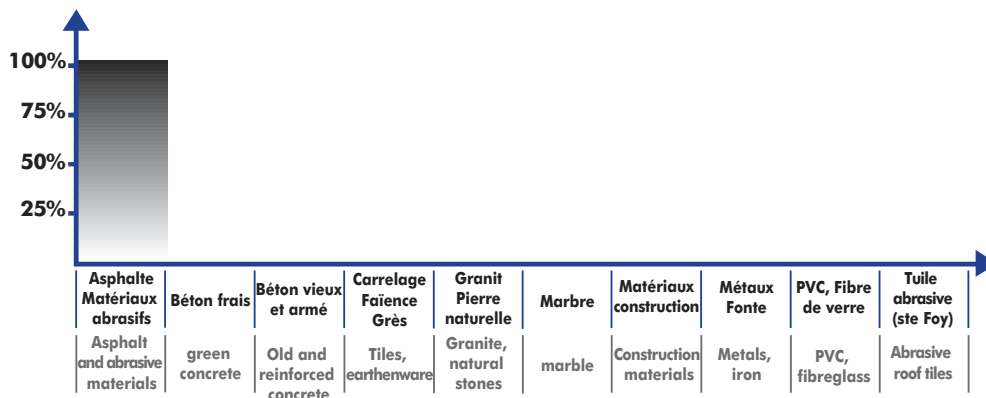 100%
75%
50%
25%
Asphalte
Matériaux
abrasifs
Béton frais
Béton vieux
et armé
Carrelage
Faïence
Grès
Granit
Pierre
naturelle
Marbre
Matériaux
construction
Métaux
Fonte
PVC, Fibre
de verre
Tuile
abrasive
(ste Foy)
Asphalt
and abrasive
materials
green
concrete
Old and
reinforced
concrete
Tiles,
earthenware
Granite,
natural
stones
marble
Construction
materials
Metals,
iron
PVC,
fibreglass
Abrasive
roof tiles